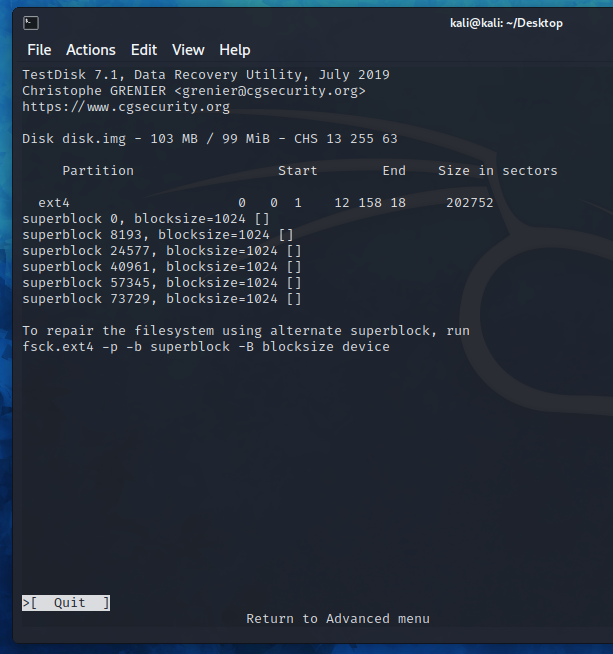 kali@kali: ~/Desktop
File Actions Edit View Help
TestDisk 7.1, Data Recovery Utility, July 2019
Christophe GRENIER <grenier@cgsecurity.org>
https://www.cgsecurity.org
Disk disk.img - 103 MB / 99 MiB - CHS 13 255 63
Partition Start End Size in sectors
ext4 0 0 1 12 158 18 202752
superblock 0, blocksize=1024 []
superblock 8193, blocksize=1024 []
superblock 24577, blocksize=1024 []
superblock 40961, blocksize=1024 []
superblock 57345, blocksize=1024 []
superblock 73729, blocksize=1024 []
To repair the filesystem using alternate superblock, run
fsck.ext4 -p -b superblock -B blocksize device
>[ Quit ]
Return to Advanced menu